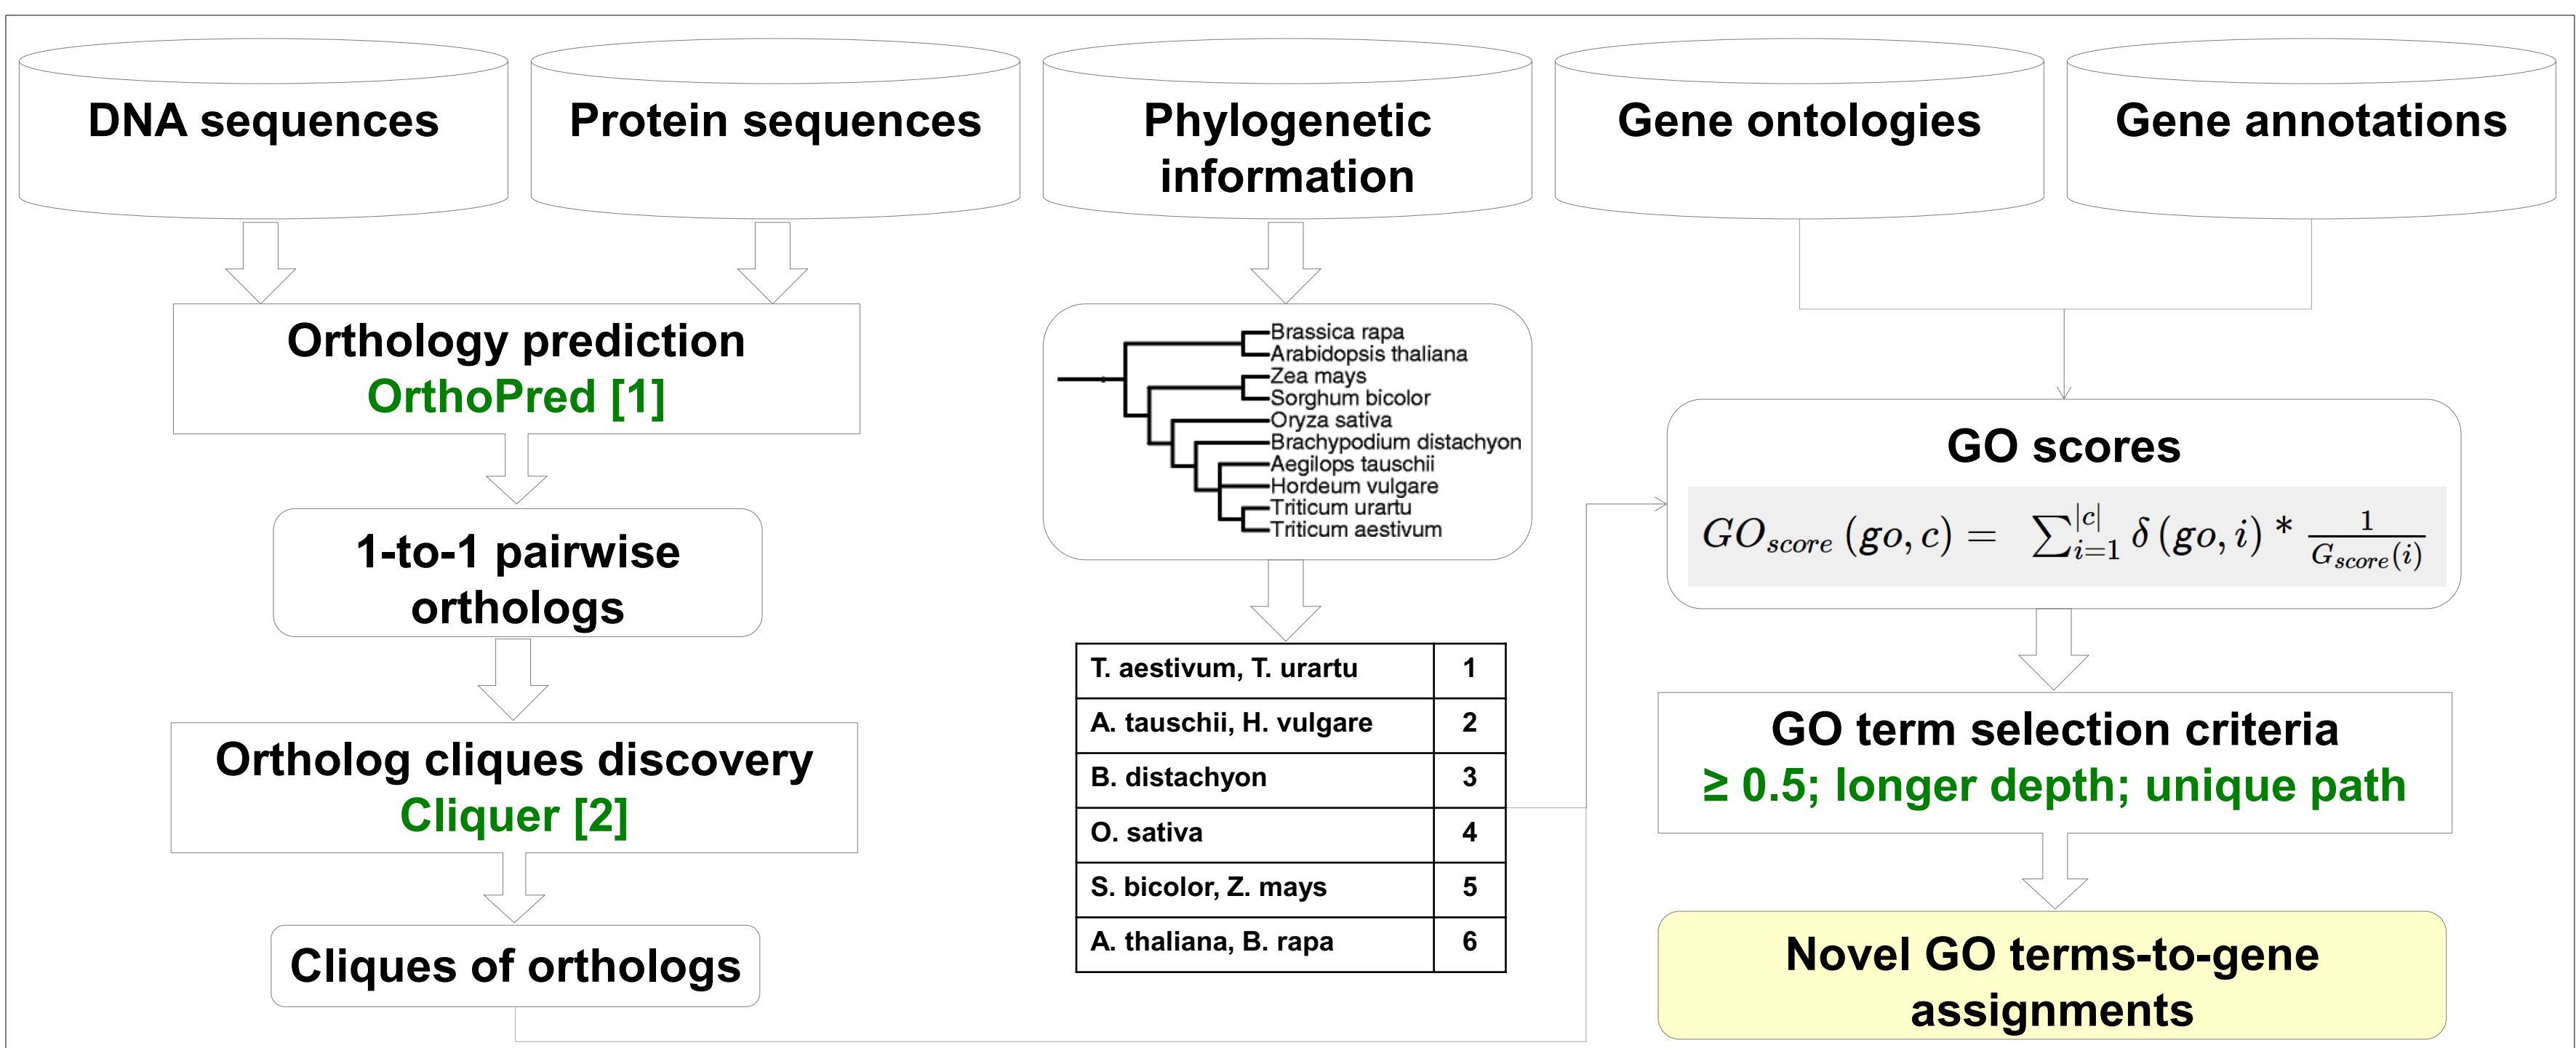 DNA sequences
Protein sequences
Phylogenetic
information
Gene ontologies
Gene annotations
Orthology prediction
OrthoPred [1]
1-to-1 pairwise
orthologs
Ortholog cliques discovery
Cliquer [2]
Cliques of orthologs
Brassica rapa
Arabidopsis thaliana
Zea mays
Sorghum bicolor
Oryza sativa
Brachypodium distachyon
Aegilops tauschii
Hordeum vulgare
Triticum urartu
Triticum aestivum
T. aestivum, T. urartu 1
A. tauschii, H. vulgare 2
B. distachyon 3
O. sativa 4
S. bicolor, Z. mays 5
A. thaliana, B. rapa 6
GO scores
GO_score (go, c) = ∑_{i=1}^{|c|} δ (go, i) * 1/G_score(i)
GO term selection criteria
≥ 0.5; longer depth; unique path
Novel GO terms-to-gene
assignments